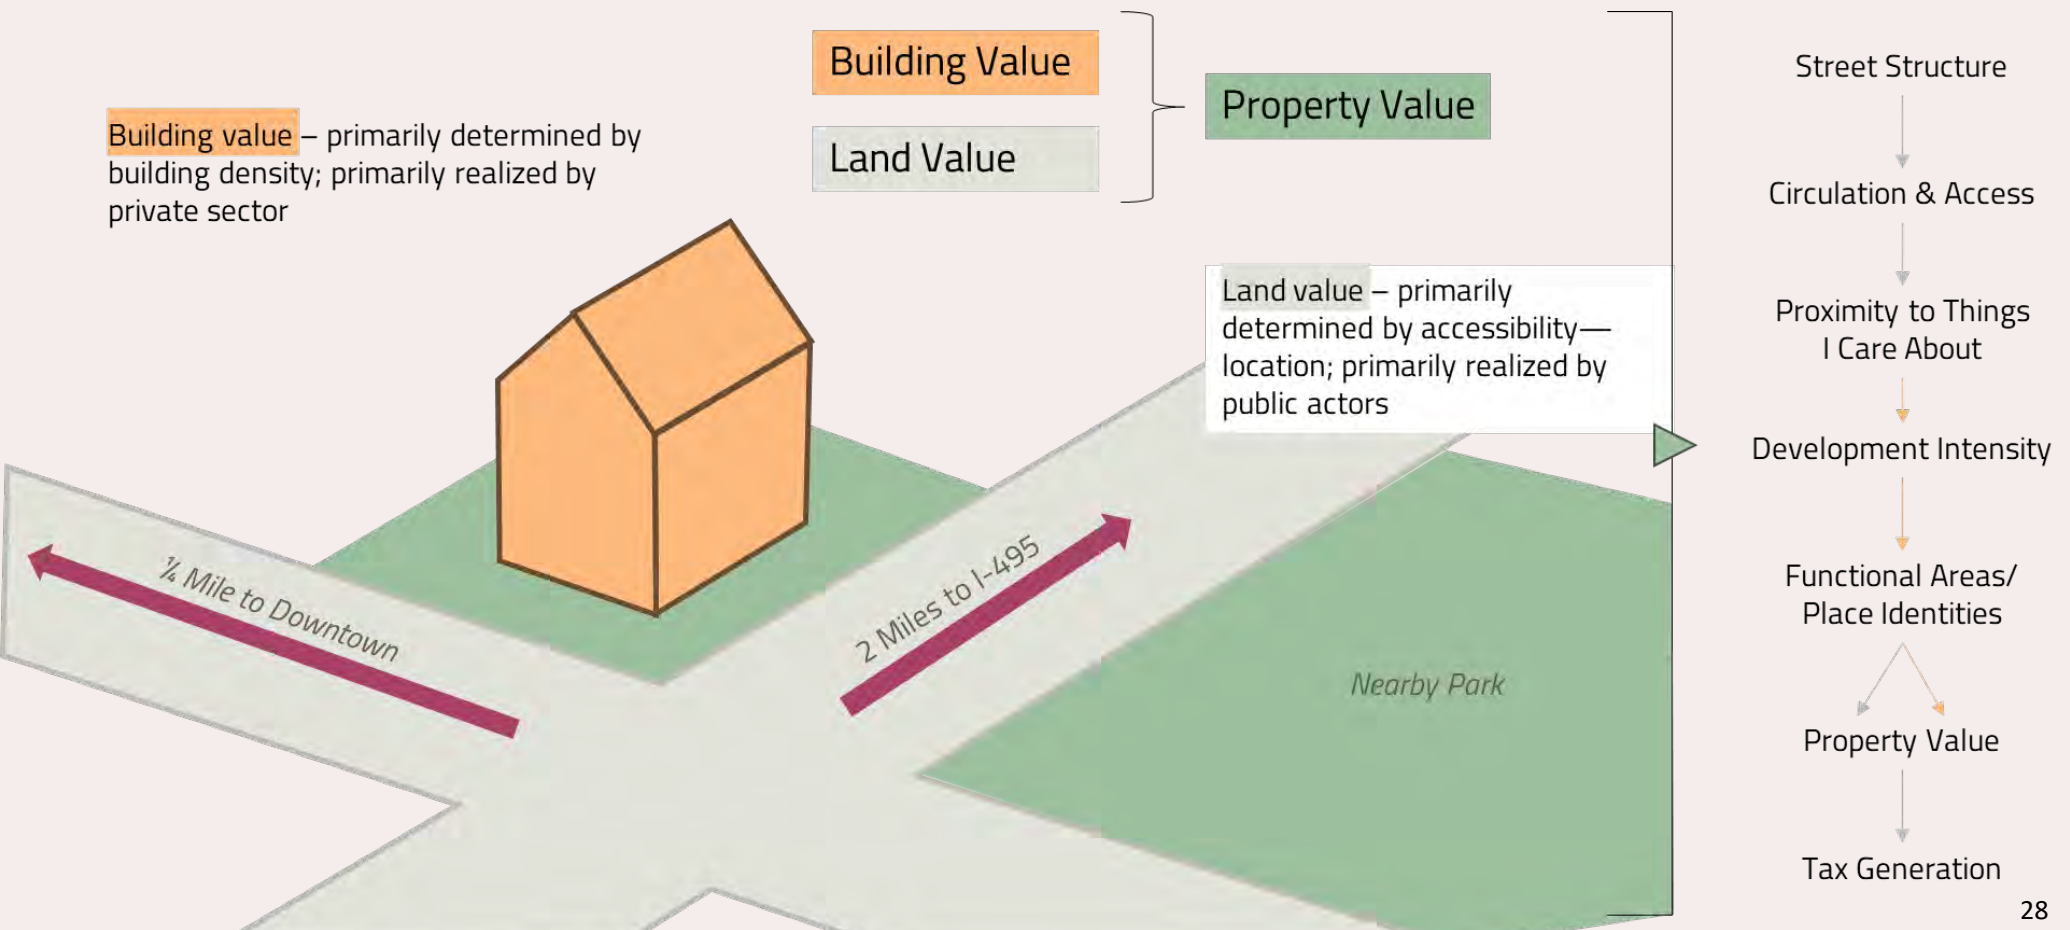 Building Value
Land Value
Property Value
Building value – primarily determined by
building density; primarily realized by
private sector
Land value – primarily
determined by accessibility—
location; primarily realized by
public actors
¼ Mile to Downtown
2 Miles to I-495
Nearby Park
Street Structure
Circulation & Access
Proximity to Things
I Care About
Development Intensity
Functional Areas/
Place Identities
Property Value
Tax Generation
28